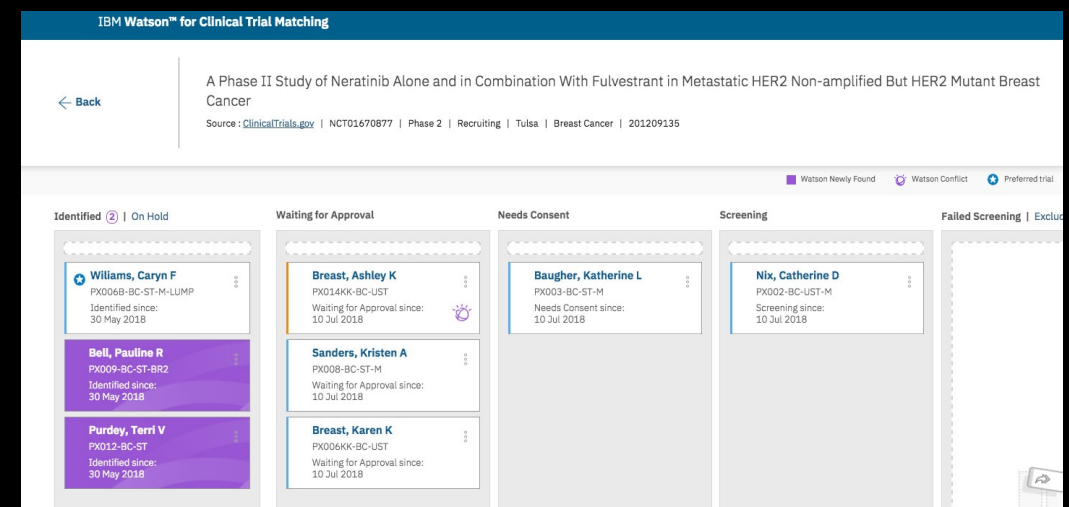 IBM Watson™ for Clinical Trial Matching
← Back
A Phase II Study of Neratinib Alone and in Combination With Fulvestrant in Metastatic HER2 Non-amplified But HER2 Mutant Breast
Cancer
Source : ClinicalTrials.gov | NCT01670877 | Phase 2 | Recruiting | Tulsa | Breast Cancer | 201209135
Watson Newly Found Watson Conflict Preferred trial
Identified 2 | On Hold
Wiliams, Caryn F
PX006B-BC-ST-M-LUMP
Identified since:
30 May 2018
Bell, Pauline R
PX009-BC-ST-BR2
Identified since:
30 May 2018
Purdey, Terri V
PX012-BC-ST
Identified since:
30 May 2018
Waiting for Approval
Breast, Ashley K
PX014KK-BC-UST
Waiting for Approval since:
10 Jul 2018
Sanders, Kristen A
PX008-BC-ST-M
Waiting for Approval since:
10 Jul 2018
Breast, Karen K
PX006KK-BC-UST
Waiting for Approval since:
10 Jul 2018
Needs Consent
Baugher, Katherine L
PX003-BC-ST-M
Needs Consent since:
10 Jul 2018
Screening
Nix, Catherine D
PX002-BC-UST-M
Screening since:
10 Jul 2018
Failed Screening | Exclu